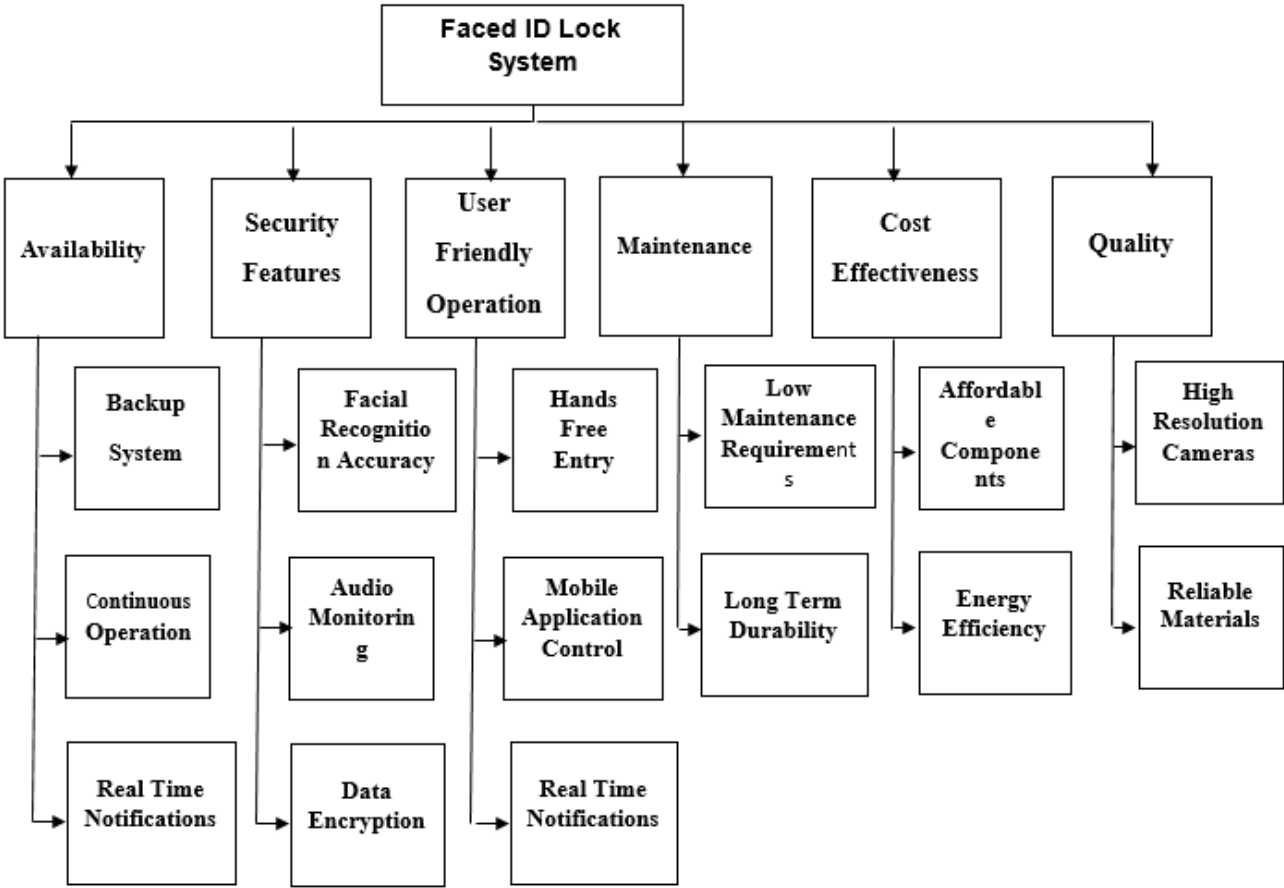 Faced ID Lock
System
Availability
Security
Features
User
Friendly
Operation
Maintenance
Cost
Effectiveness
Quality
Backup
System
Facial
Recognitio
n Accuracy
Hands
Free
Entry
Low
Maintenance
Requirement
s
Affordabl
e
Compone
nts
High
Resolution
Cameras
Continuous
Operation
Audio
Monitorin
g
Mobile
Application
Control
Long Term
Durability
Energy
Efficiency
Reliable
Materials
Real Time
Notifications
Data
Encryption
Real Time
Notifications